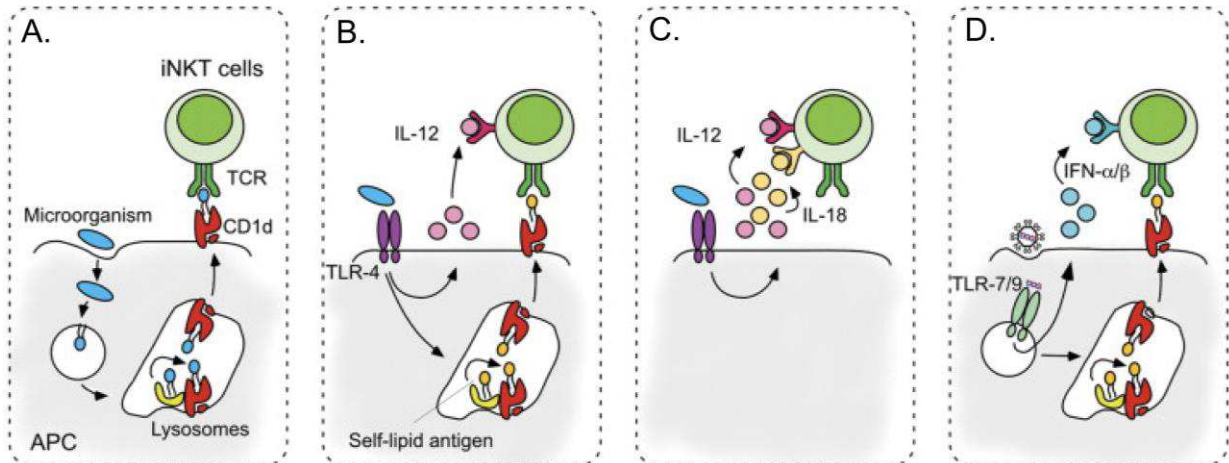 A.
iNKT cells
TCR
Microorganism
CD1d
Lysosomes
APC
B.
IL-12
TLR-4
Self-lipid antigen
C.
IL-12
IL-18
D.
IFN-α/β
TLR-7/9